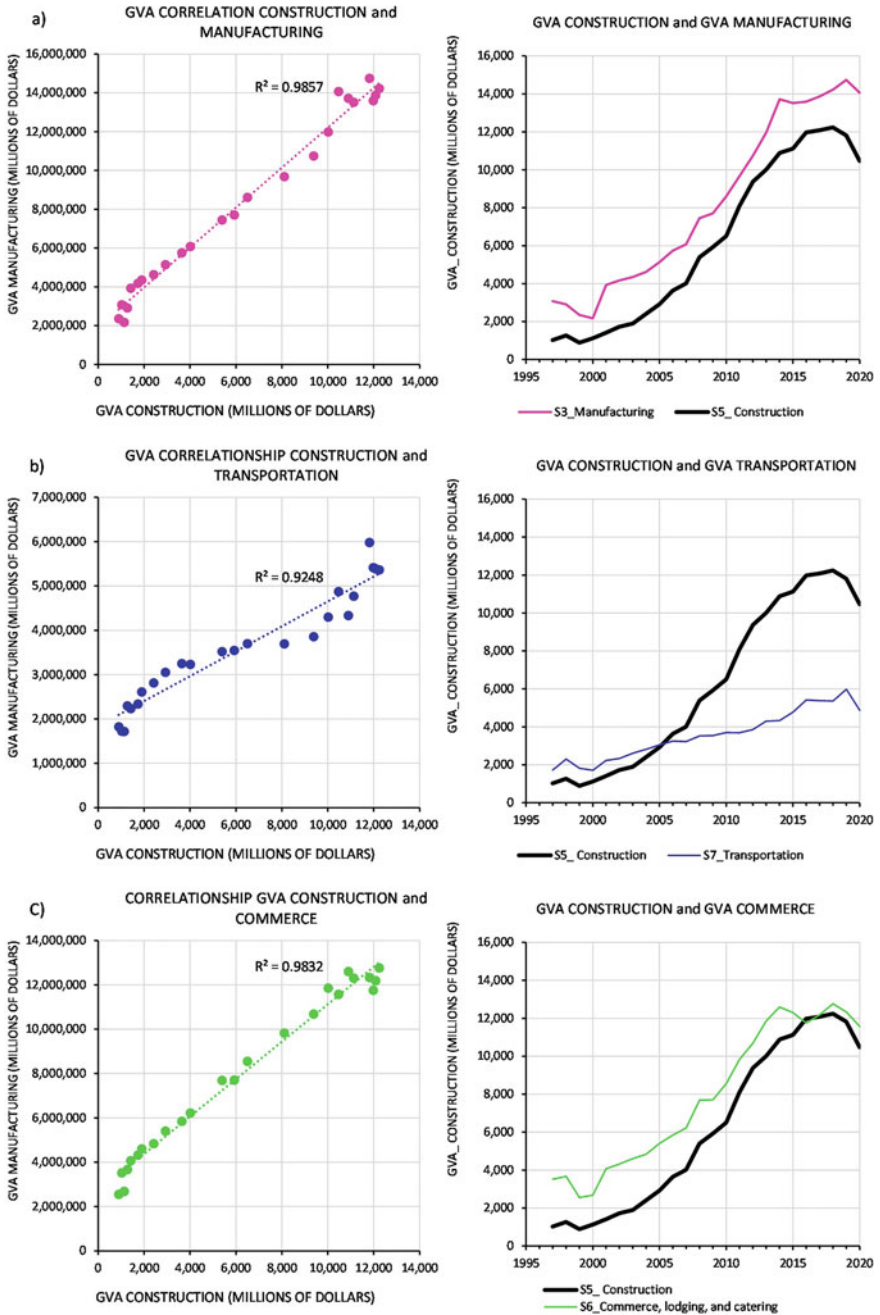 a)
GVA CORRELATION CONSTRUCTION and
MANUFACTURING
GVA MANUFACTURING (MILLIONS OF DOLLARS)
16,000,000
14,000,000
12,000,000
10,000,000
8,000,000
6,000,000
4,000,000
2,000,000
0
R² = 0.9857
0 2,000 4,000 6,000 8,000 10,000 12,000 14,000
GVA CONSTRUCTION (MILLIONS OF DOLLARS)
GVA CONSTRUCTION and GVA MANUFACTURING
GVA_ CONSTRUCTION (MILLIONS OF DOLLARS)
16,000
14,000
12,000
10,000
8,000
6,000
4,000
2,000
0
1995 2000 2005 2010 2015 2020
S3_Manufacturing S5_ Construction
b)
GVA CORRELATIONSHIP CONSTRUCTION and
TRANSPORTATION
GVA MANUFACTURING (MILLIONS OF DOLLARS)
7,000,000
6,000,000
5,000,000
4,000,000
3,000,000
2,000,000
1,000,000
0
R² = 0.9248
0 2,000 4,000 6,000 8,000 10,000 12,000 14,000
GVA CONSTRUCTION (MILLIONS OF DOLLARS)
GVA CONSTRUCTION and GVA TRANSPORTATION
GVA_ CONSTRUCTION (MILLIONS OF DOLLARS)
16,000
14,000
12,000
10,000
8,000
6,000
4,000
2,000
0
1995 2000 2005 2010 2015 2020
S5_ Construction S7_Transportation
C)
CORRELATIONSHIP GVA CONSTRUCTION and
COMMERCE
GVA MANUFACTURING (MILLIONS OF DOLLARS)
14,000,000
12,000,000
10,000,000
8,000,000
6,000,000
4,000,000
2,000,000
0
R² = 0.9832
0 2,000 4,000 6,000 8,000 10,000 12,000 14,000
GVA CONSTRUCTION (MILLIONS OF DOLLARS)
GVA CONSTRUCTION and GVA COMMERCE
GVA_ CONSTRUCTION (MILLIONS OF DOLLARS)
16,000
14,000
12,000
10,000
8,000
6,000
4,000
2,000
0
1995 2000 2005 2010 2015 2020
S5_ Construction
S6_Commerce, lodging, and catering